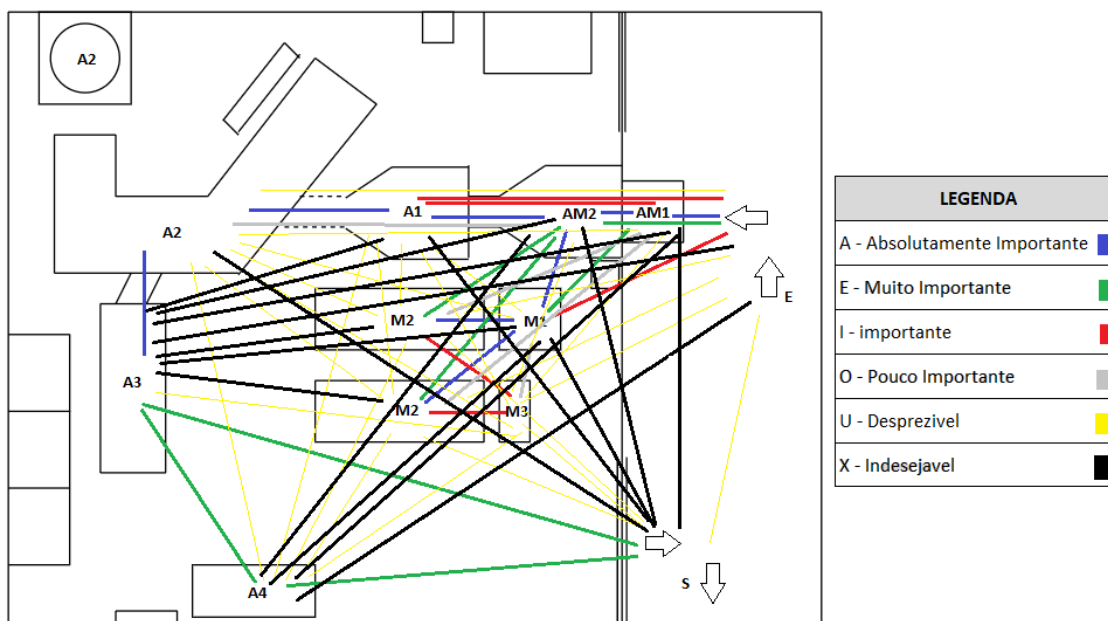 A2
A1
AM2
AM1
A2
E
M2
M1
A3
M2
M3
S
A4
LEGENDA
A - Absolutamente Importante
E - Muito Importante
I - importante
O - Pouco Importante
U - Desprezivel
X - Indesejavel